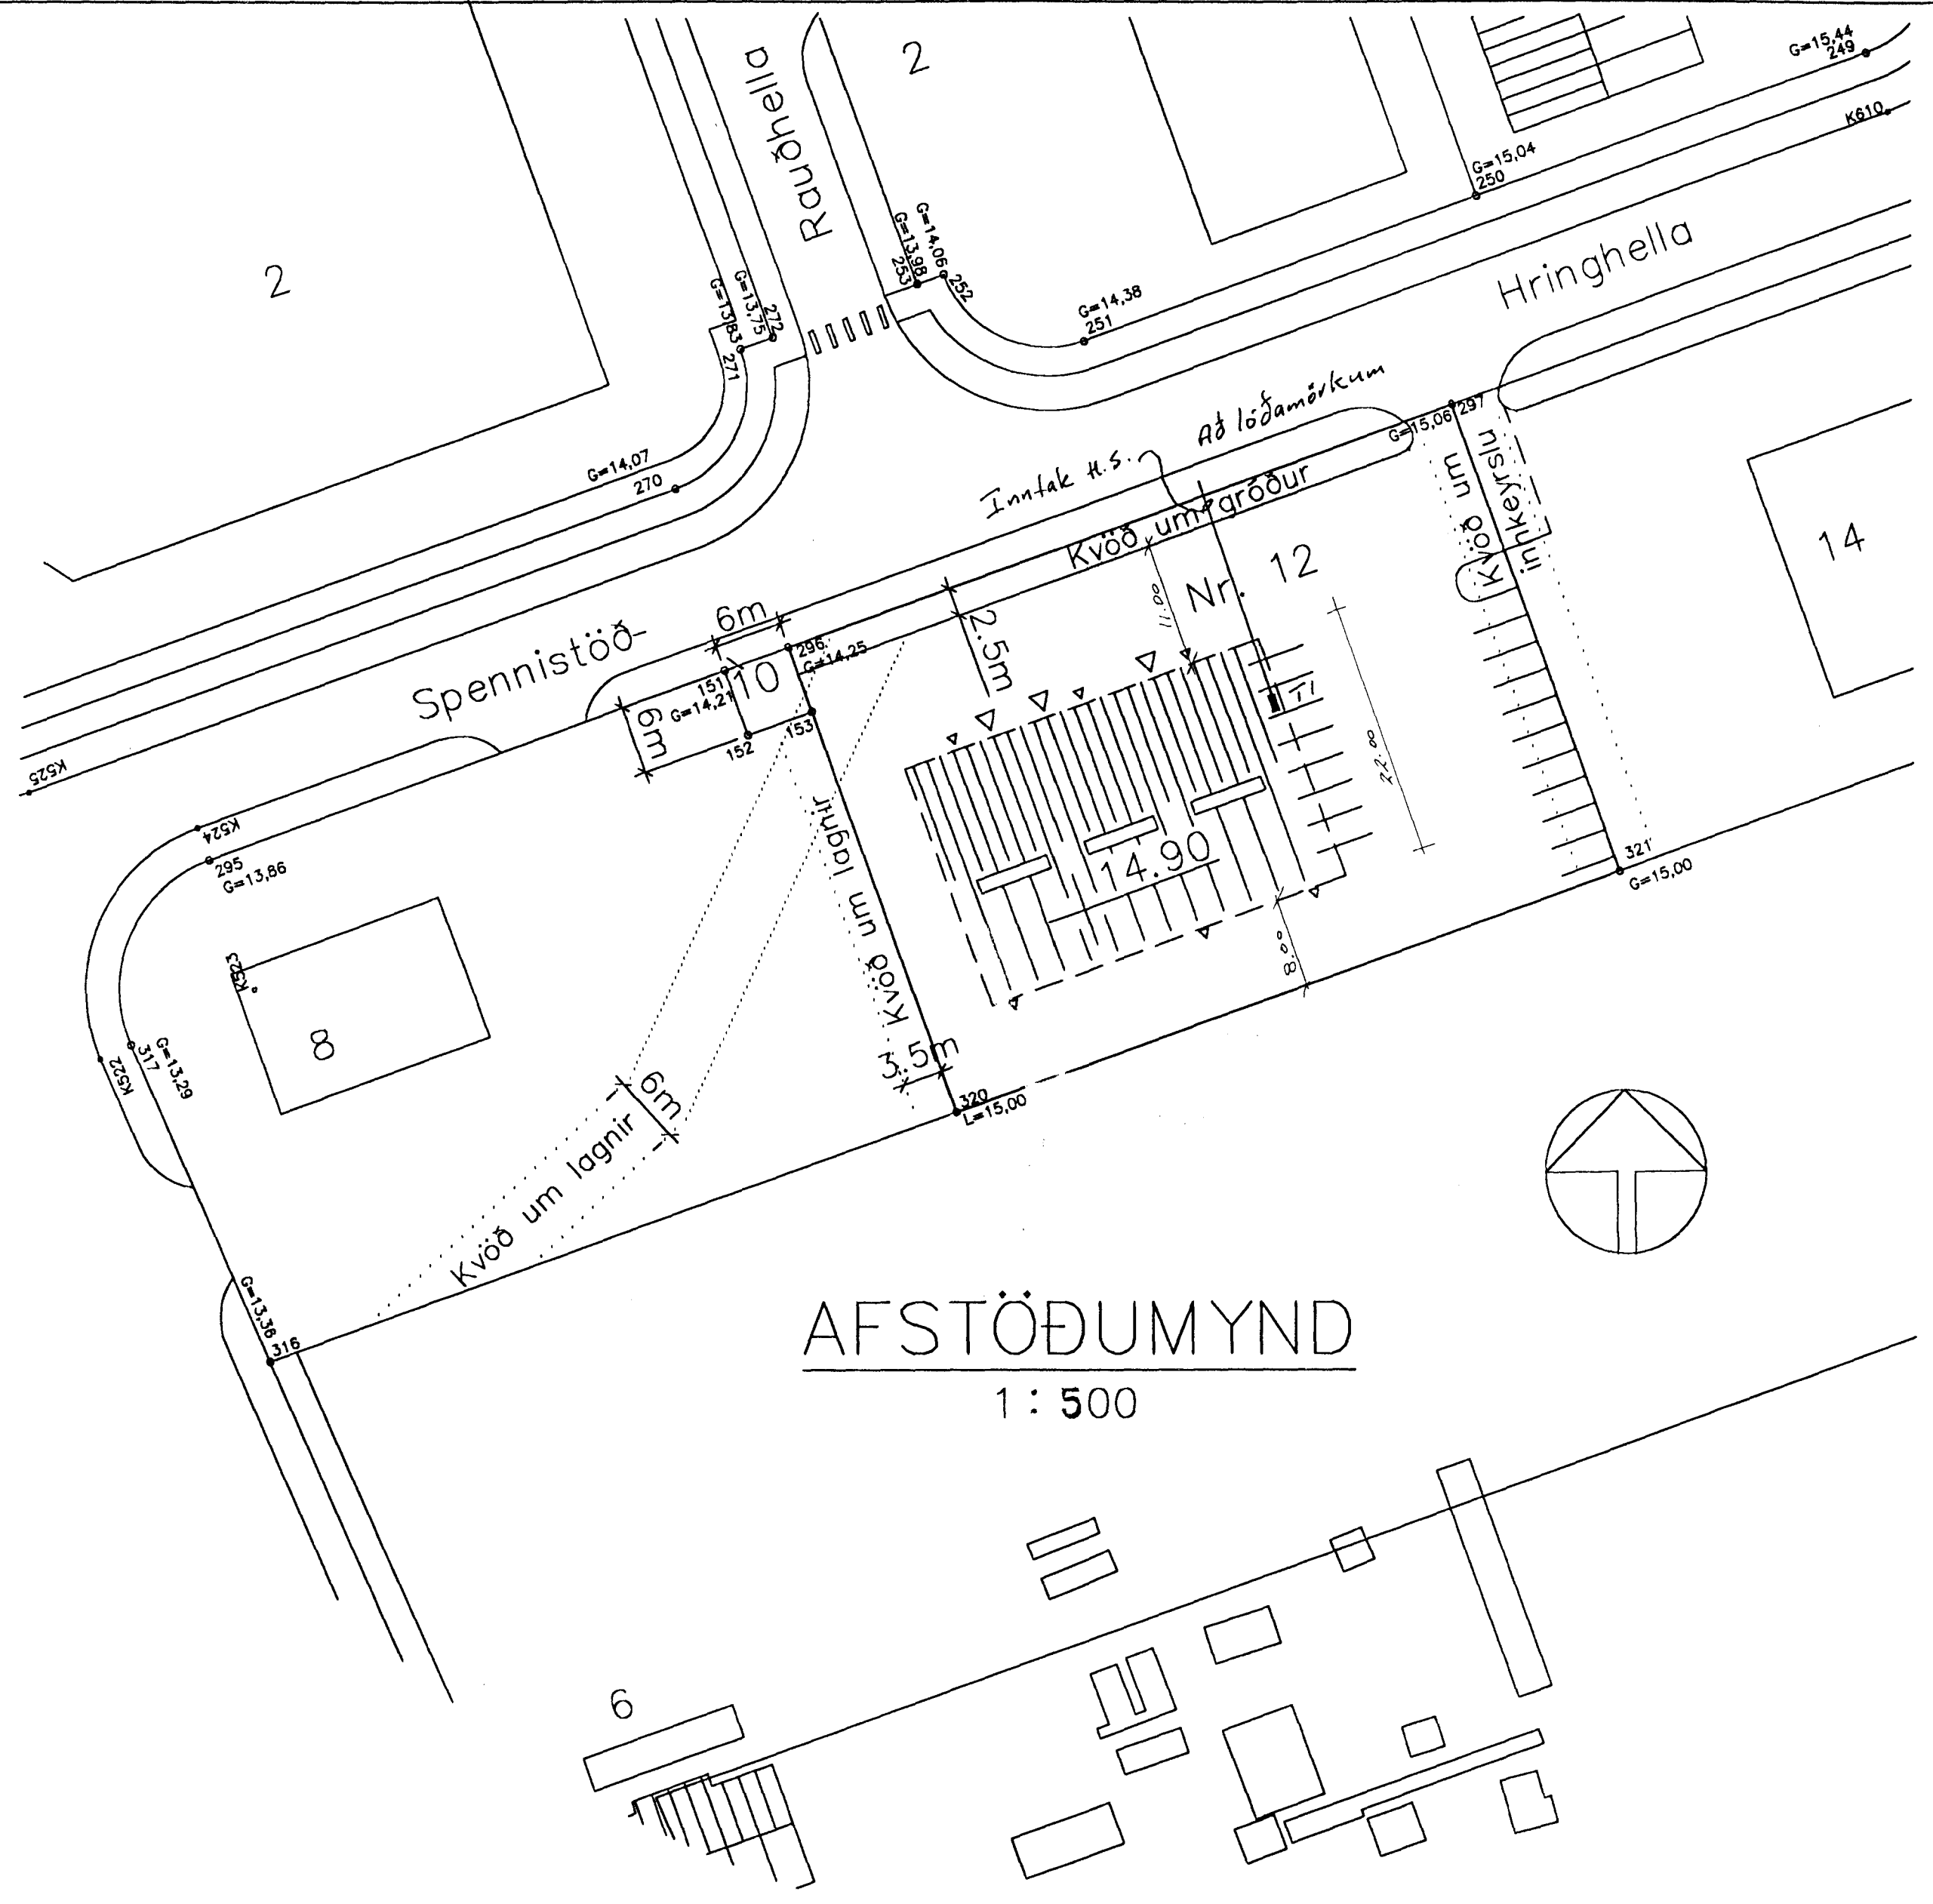 2
Rauðhella
2
G=15,44
249
K610
G=15,04
250
Hringhella
G=13,98
253
G=14,06
252
G=14,38
251
G=13,83
271
G=13,75
272
G=14,07
270
Inntak H.S.
Að lóðamörkum
G=15,06
297
Kvöð um gróður
Kvöð um
innkeyrslu
14
Nr. 12
11.00
22.00
2.5m
Spennistöð-
6m
10
296
G=14,25
151
G=14,21
6m
152
153
K525
K524
295
G=13,86
Kvöð um lagnir
14.90
321
G=15,00
8.00
K523
8
317
G=13,29
K522
3.5m
320
L=15,00
6m
Kvöð um lagnir
G=13,36
316
AFSTÖÐUMYND
1:500
6